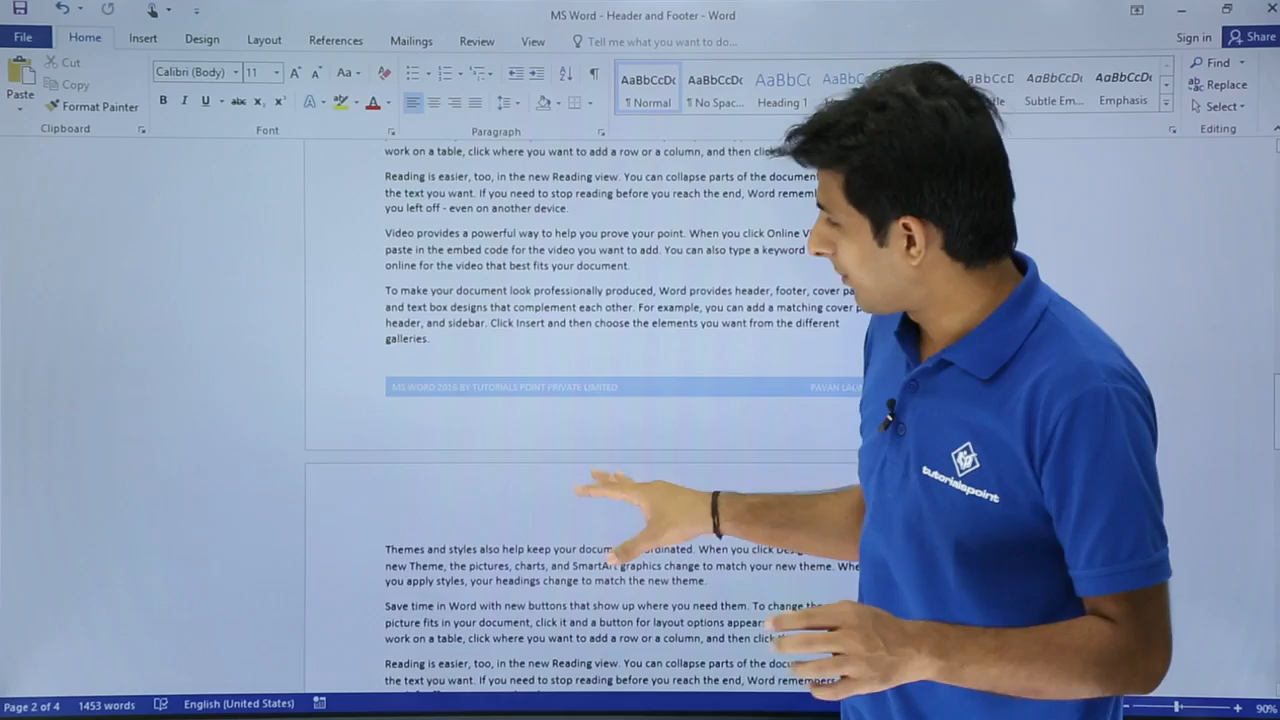 MS Word - Header and Footer - Word
File Home Insert Design Layout References Mailings Review View Tell me what you want to do... Sign in Share
Paste Cut Copy Format Painter
Clipboard
Calibri (Body) 11 Aa
B I U abc x₂ x² A A
Font
Paragraph
AaBbCcDc AaBbCcDc AaBbCc AaBbCcDc AaBbCcDc
¶ Normal ¶ No Spac... Heading 1 Subtle Em... Emphasis
Find
Replace
Select
Editing
work on a table, click where you want to add a row or a column, and then click
Reading is easier, too, in the new Reading view. You can collapse parts of the document
the text you want. If you need to stop reading before you reach the end, Word
you left off - even on another device.
Video provides a powerful way to help you prove your point. When you click Online
paste in the embed code for the video you want to add. You can also type a keyword
online for the video that best fits your document.
To make your document look professionally produced, Word provides header, footer, cover
and text box designs that complement each other. For example, you can add a matching cover
header, and sidebar. Click Insert and then choose the elements you want from the different
galleries.
MS WORD 2016 BY TUTORIALS POINT PRIVATE LIMITED PAVAN
Themes and styles also help keep your When you click
new Theme, the pictures, charts, and SmartArt graphics change to match your new theme.
you apply styles, your headings change to match the new theme.
Save time in Word with new buttons that show up where you need them. To change
picture fits in your document, click it and a button for layout options appears
work on a table, click where you want to add a row or a column, and then click
Reading is easier, too, in the new Reading view. You can collapse parts of the
the text you want. If you need to stop reading before you reach the end, Word remembers
tutorialspoint
Page 2 of 4 1453 words English (United States) 90%